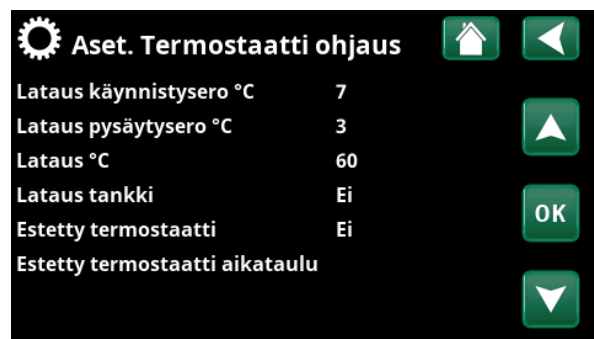 Aset. Termostaatti ohjaus
Lataus käynnistysero °C 7
Lataus pysäytysero °C 3
Lataus °C 60
Lataus tankki Ei
Estetty termostaatti Ei
OK
Estetty termostaatti aikataulu